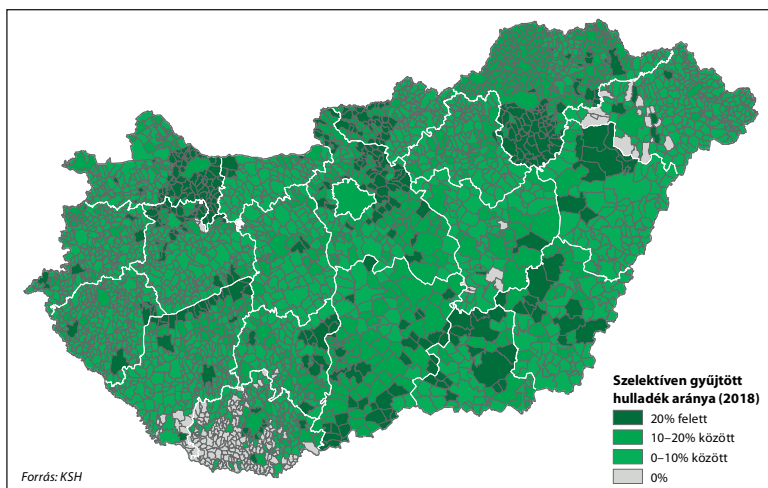 Szelektíven gyűjtött
hulladék aránya (2018)
20% felett
10–20% között
0–10% között
0%
Forrás: KSH